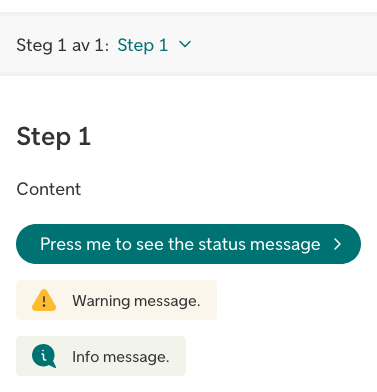 Steg 1 av 1: Step 1
Step 1
Content
Press me to see the status message
Warning message.
Info message.